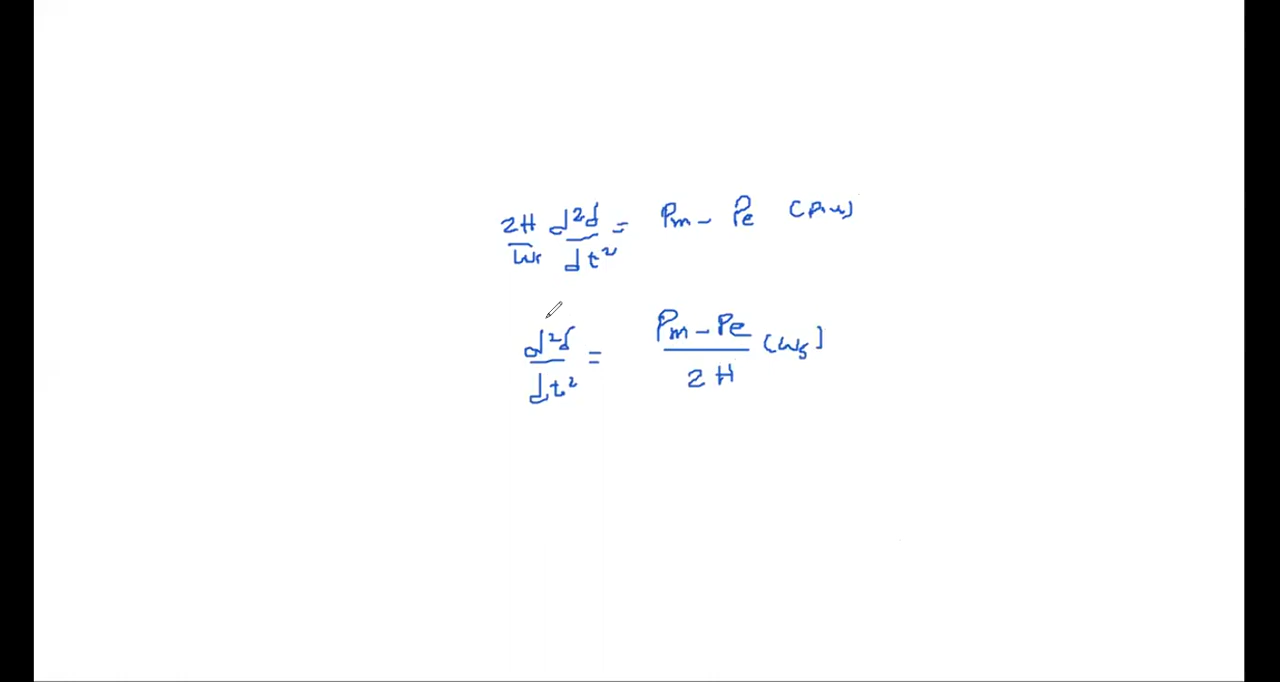 2H/ωs d²δ/dt² = Pm - Pe (P.u)
d²δ/dt² = Pm - Pe/2H (ωs)